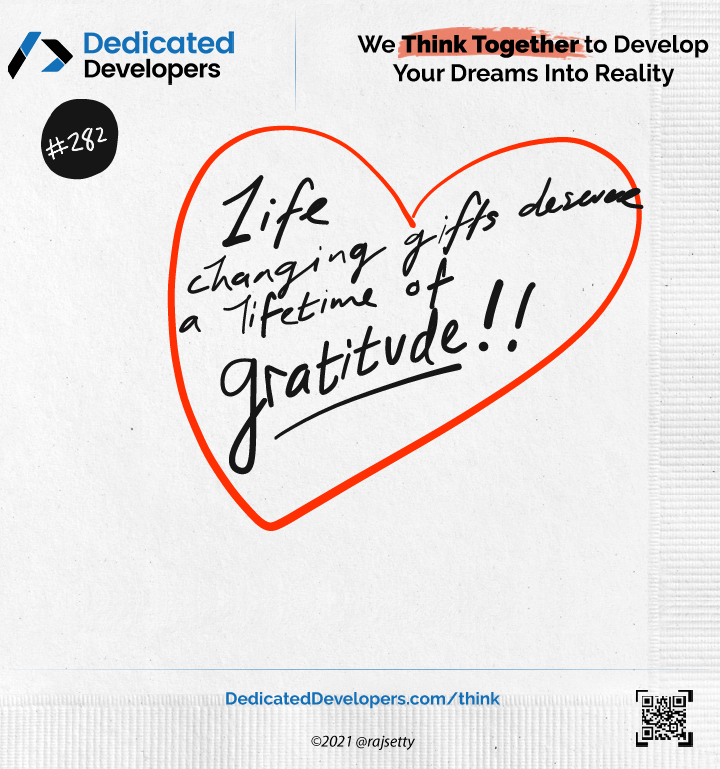 Dedicated
Developers
We Think Together to Develop
Your Dreams Into Reality
#282
Life
changing gifts deserve
a lifetime of
gratitude!!
DedicatedDevelopers.com/think
©2021 @rajsetty